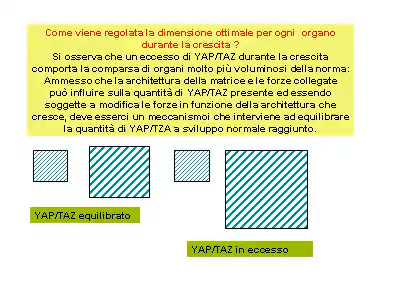 Come viene regolata la dimensione ottimale per ogni organo
durante la crescita ?
Si osserva che un eccesso di YAP/TAZ durante la crescita
comporta la comparsa di organi molto più voluminosi della norma:
Ammesso che la architettura della matrice e le forze collegate
può influire sulla quantità di YAP/TAZ presente ed essendo
soggette a modifica le forze in funzione della architettura che
cresce, deve esserci un meccanismoi che interviene ad equilibrare
la quantità di YAP/TZA a sviluppo normale raggiunto.
YAP/TAZ equilibrato
YAP/TAZ in eccesso